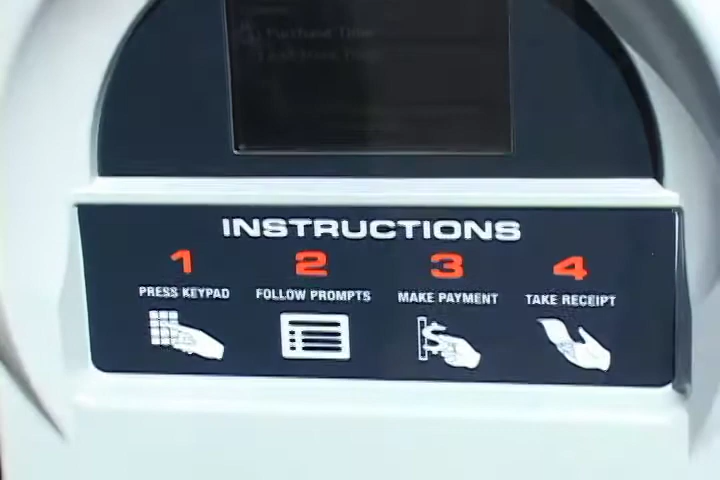 INSTRUCTIONS
1 2 3 4
PRESS KEYPAD FOLLOW PROMPTS MAKE PAYMENT TAKE RECEIPT